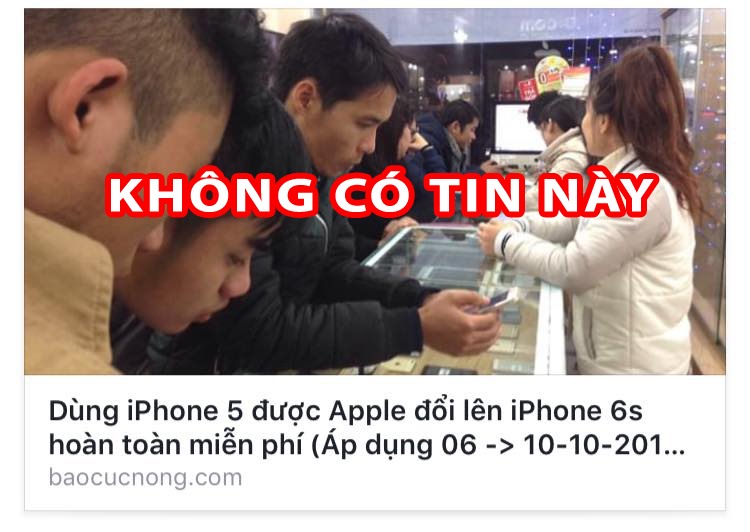 KHÔNG CÓ TIN NÀY
Dùng iPhone 5 được Apple đổi lên iPhone 6s
hoàn toàn miễn phí (Áp dụng 06 -> 10-10-201...
baocucnong.com